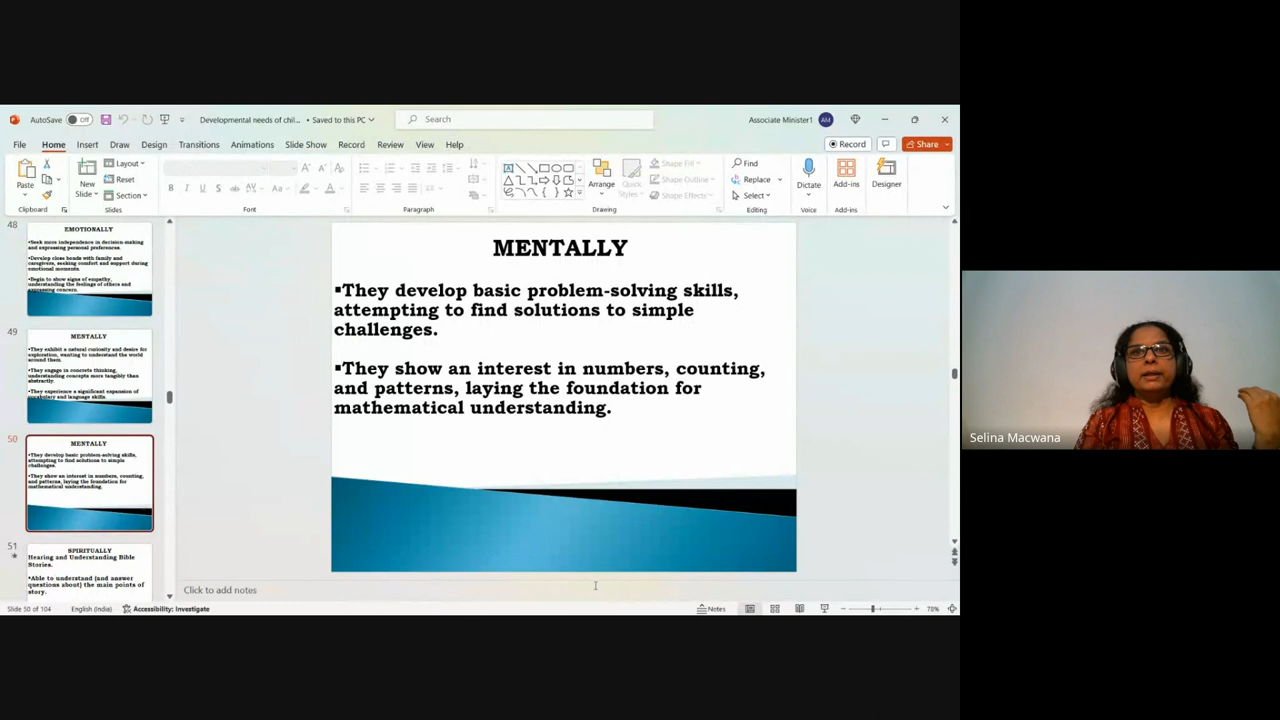 AutoSave Off
Developmental needs of chil... • Saved to this PC
Search
Associate Minister1 AM
File Home Insert Draw Design Transitions Animations Slide Show Record Review View Help
Record
Share
Paste
Clipboard
New
Slide
Layout
Reset
Section
Slides
Font
Paragraph
Arrange
Quick
Styles
Shape Fill
Shape Outline
Shape Effects
Drawing
Find
Replace
Select
Editing
Dictate
Voice
Add-ins
Add-ins
Designer
48
EMOTIONALLY
▪Seek more independence in decision-making
and expressing personal preferences.
▪Develop close bonds with family and
caregivers, seeking comfort and support during
emotional moments.
▪Begin to show signs of empathy,
understanding the feelings of others and
expressing concern.
49
MENTALLY
▪They exhibit a natural curiosity and desire for
exploration, wanting to understand the world
around them.
▪They engage in concrete thinking,
understanding concepts more tangibly than
abstractly.
▪They experience a significant expansion of
vocabulary and language skills.
50
MENTALLY
▪They develop basic problem-solving skills,
attempting to find solutions to simple
challenges.
▪They show an interest in numbers, counting,
and patterns, laying the foundation for
mathematical understanding.
51
SPIRITUALLY
Hearing and Understanding Bible
Stories.
▪Able to understand (and answer
questions about) the main points of
story.
MENTALLY
▪They develop basic problem-solving skills,
attempting to find solutions to simple
challenges.
▪They show an interest in numbers, counting,
and patterns, laying the foundation for
mathematical understanding.
Click to add notes
Slide 50 of 104 English (India) Accessibility: Investigate
Notes
78%
Selina Macwana